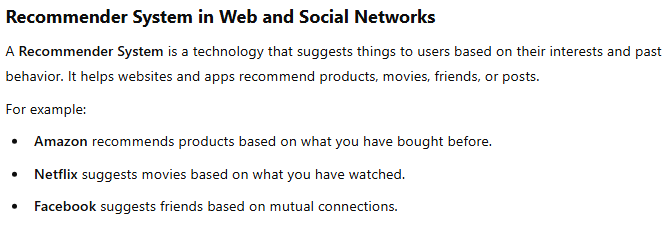 Recommender System in Web and Social Networks
A Recommender System is a technology that suggests things to users based on their interests and past
behavior. It helps websites and apps recommend products, movies, friends, or posts.
For example:
• Amazon recommends products based on what you have bought before.
• Netflix suggests movies based on what you have watched.
• Facebook suggests friends based on mutual connections.